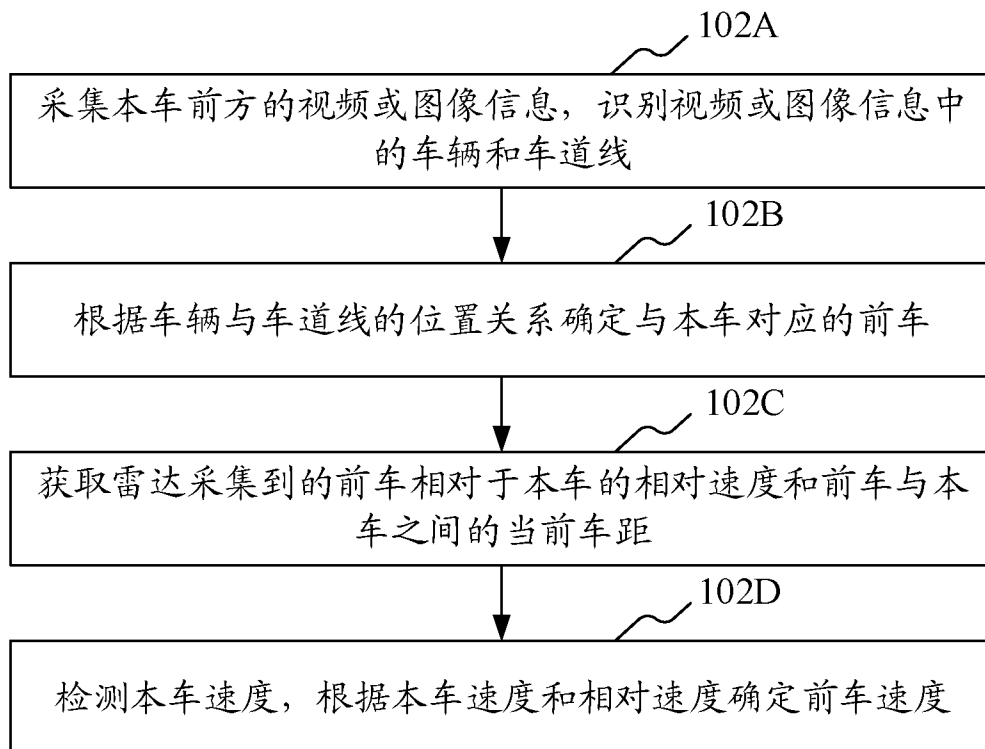 102A
采集本车前方的视频或图像信息，识别视频或图像信息中
的车辆和车道线
102B
根据车辆与车道线的位置关系确定与本车对应的前车
102C
获取雷达采集到的前车相对于本车的相对速度和前车与本
车之间的当前车距
102D
检测本车速度，根据本车速度和相对速度确定前车速度